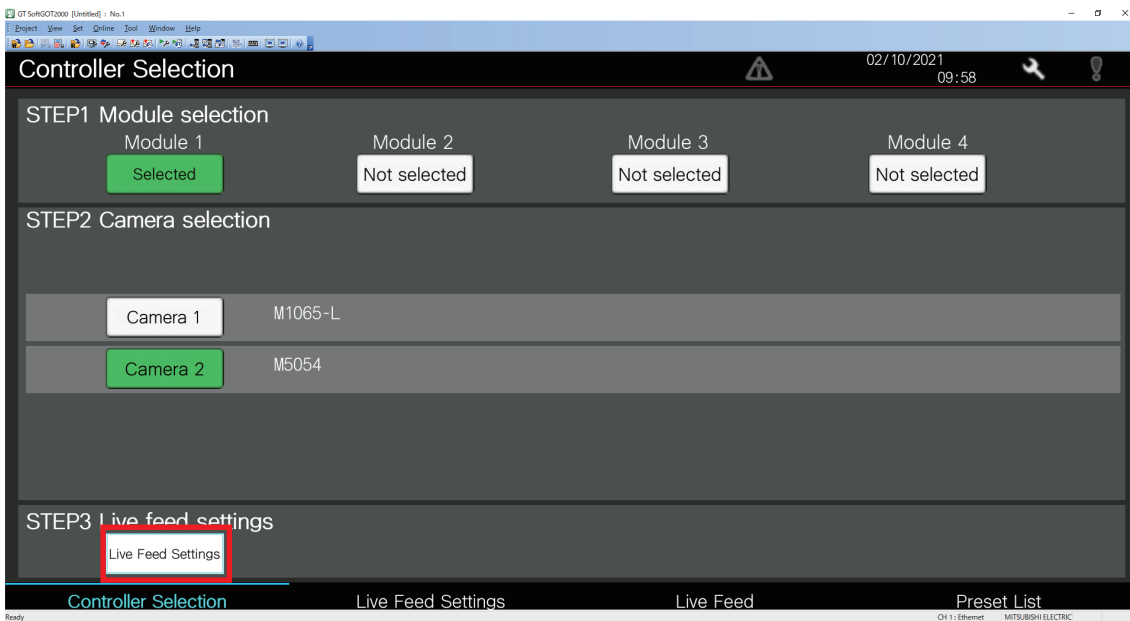 GT SoftGOT2000 [Untitled] : No.1
Project View Set Online Tool Window Help
Controller Selection
02/10/2021
09:58
STEP1 Module selection
Module 1 Module 2 Module 3 Module 4
Selected Not selected Not selected Not selected
STEP2 Camera selection
Camera 1 M1065-L
Camera 2 M5054
STEP3 Live feed settings
Live Feed Settings
Controller Selection Live Feed Settings Live Feed Preset List
Ready CH 1 : Ethernet MITSUBISHI ELECTRIC